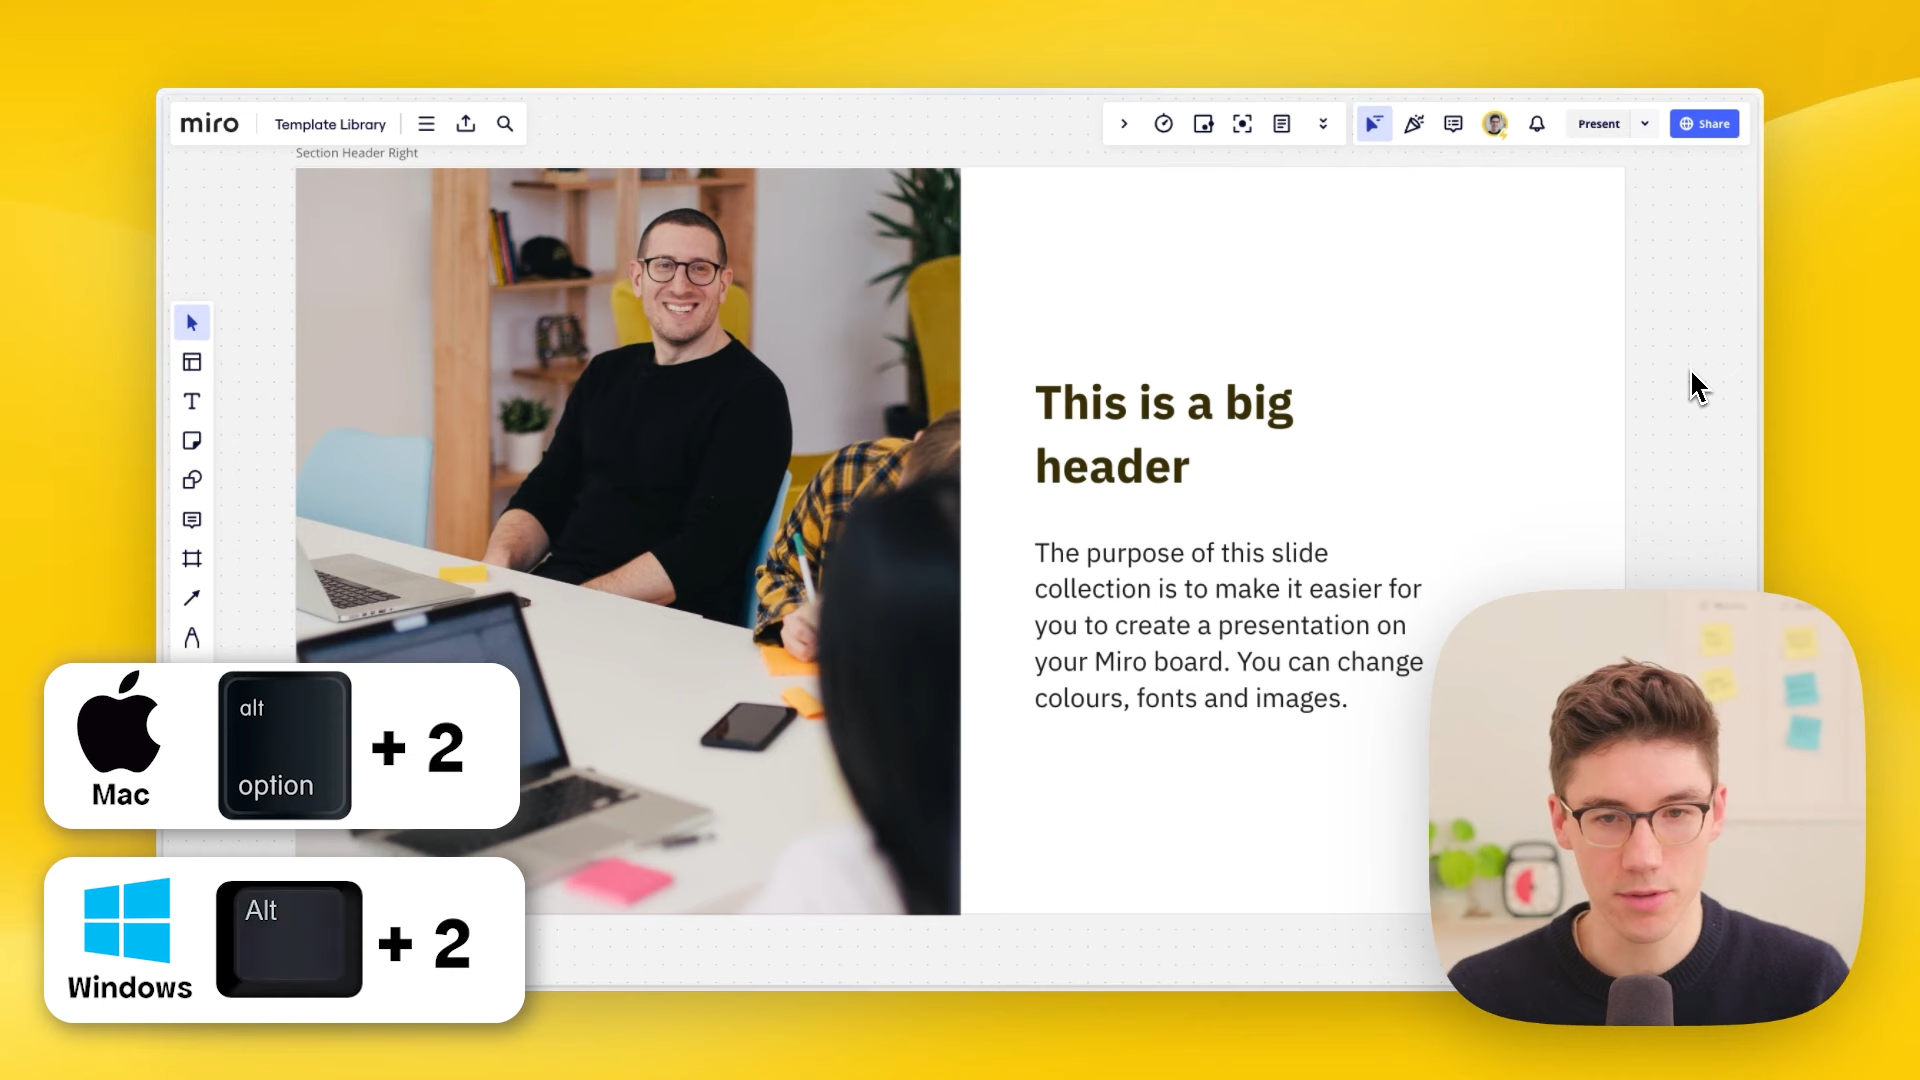 miro
Template Library
Present
Share
Section Header Right
This is a big
header
The purpose of this slide
collection is to make it easier for
you to create a presentation on
your Miro board. You can change
colours, fonts and images.
alt
option
+ 2
Mac
Alt
+ 2
Windows